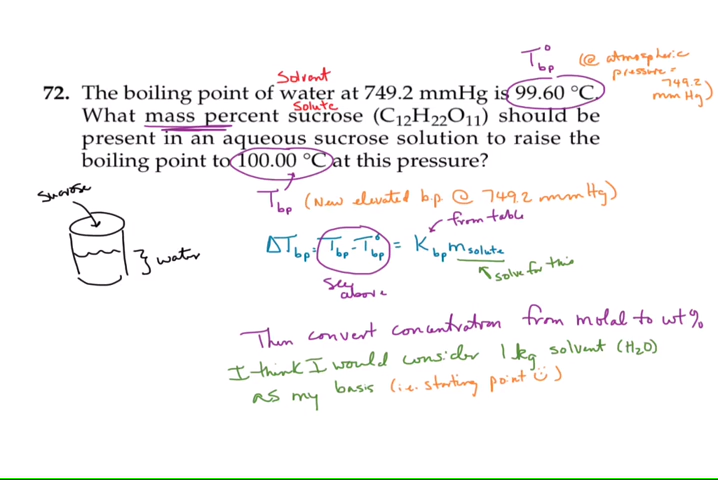 T°bp (@ atmospheric
pressure =
749.2
mm Hg)
Solvent
72. The boiling point of water at 749.2 mmHg is 99.60 °C.
Solute
What mass percent sucrose (C₁₂H₂₂O₁₁) should be
present in an aqueous sucrose solution to raise the
boiling point to 100.00 °C at this pressure?
sucrose
Tbp (New elevated b.p. @ 749.2 mmHg)
from table
} water
ΔTbp = Tbp - T°bp = Kbp msolute
see
above
solve for this
Then convert concentration from molal to wt%
I think I would consider 1 kg solvent (H₂O)
as my basis (i.e. starting point ☺)